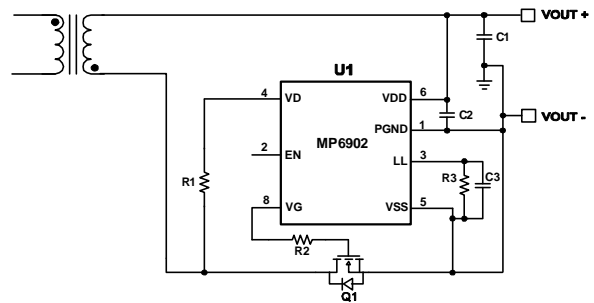 VOUT +
C1
U1
4 VD VDD 6
C2
VOUT -
PGND 1
MP6902
2 EN
LL 3
R1 R3 C3
8 VG VSS 5
R2
Q1